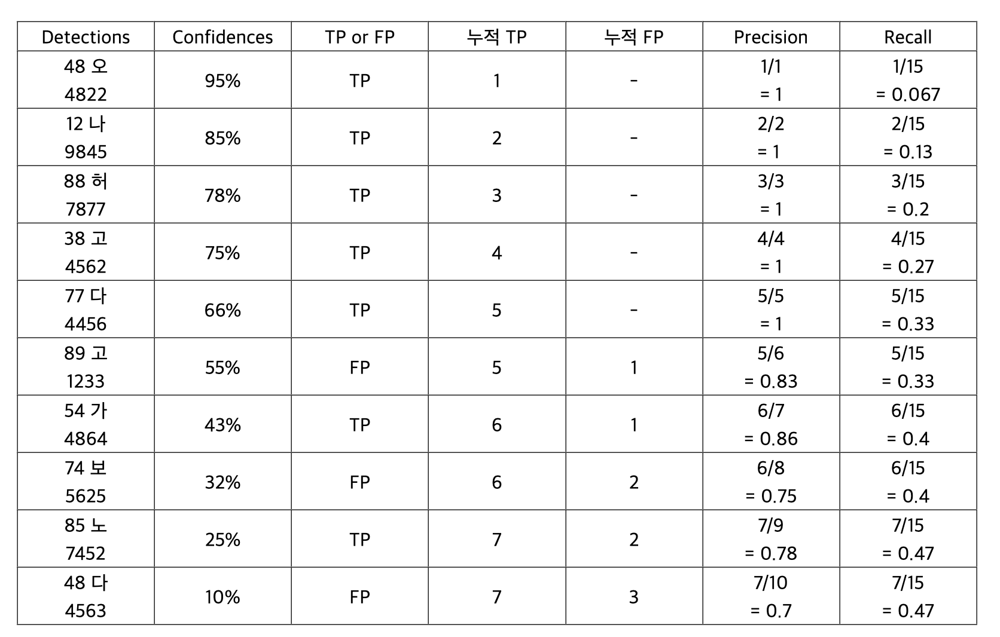 Detections Confidences TP or FP 누적 TP 누적 FP Precision Recall
48 오 4822 95% TP 1 - 1/1 = 1 1/15 = 0.067
12 나 9845 85% TP 2 - 2/2 = 1 2/15 = 0.13
88 허 7877 78% TP 3 - 3/3 = 1 3/15 = 0.2
38 고 4562 75% TP 4 - 4/4 = 1 4/15 = 0.27
77 다 4456 66% TP 5 - 5/5 = 1 5/15 = 0.33
89 고 1233 55% FP 5 1 5/6 = 0.83 5/15 = 0.33
54 가 4864 43% TP 6 1 6/7 = 0.86 6/15 = 0.4
74 보 5625 32% FP 6 2 6/8 = 0.75 6/15 = 0.4
85 노 7452 25% TP 7 2 7/9 = 0.78 7/15 = 0.47
48 다 4563 10% FP 7 3 7/10 = 0.7 7/15 = 0.47